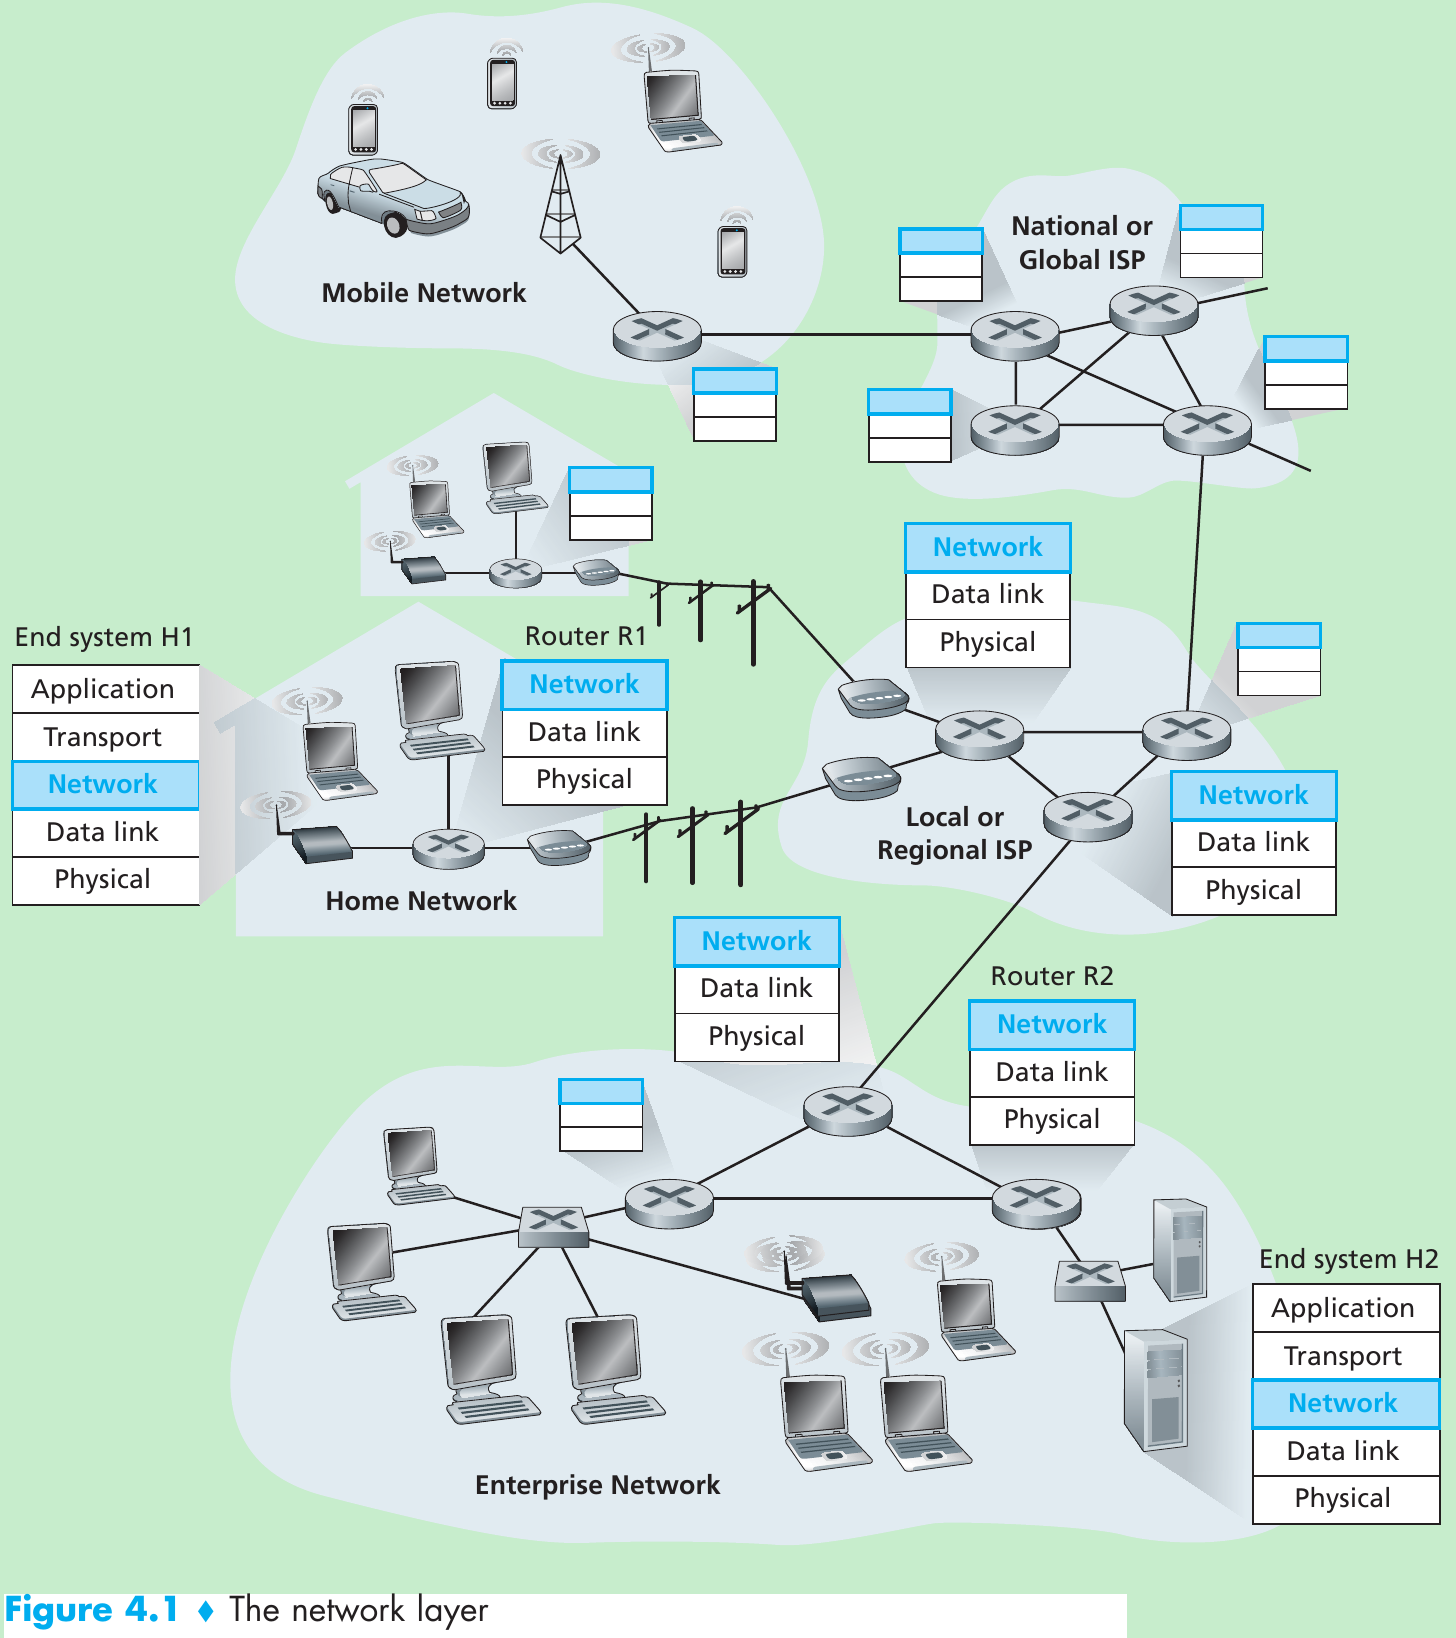 National or
Global ISP
Mobile Network
Network
Data link
Physical
End system H1
Application
Transport
Network
Data link
Physical
Router R1
Network
Data link
Physical
Home Network
Local or
Regional ISP
Network
Data link
Physical
Network
Data link
Physical
Router R2
Network
Data link
Physical
End system H2
Application
Transport
Network
Data link
Physical
Enterprise Network
Figure 4.1 ♦ The network layer